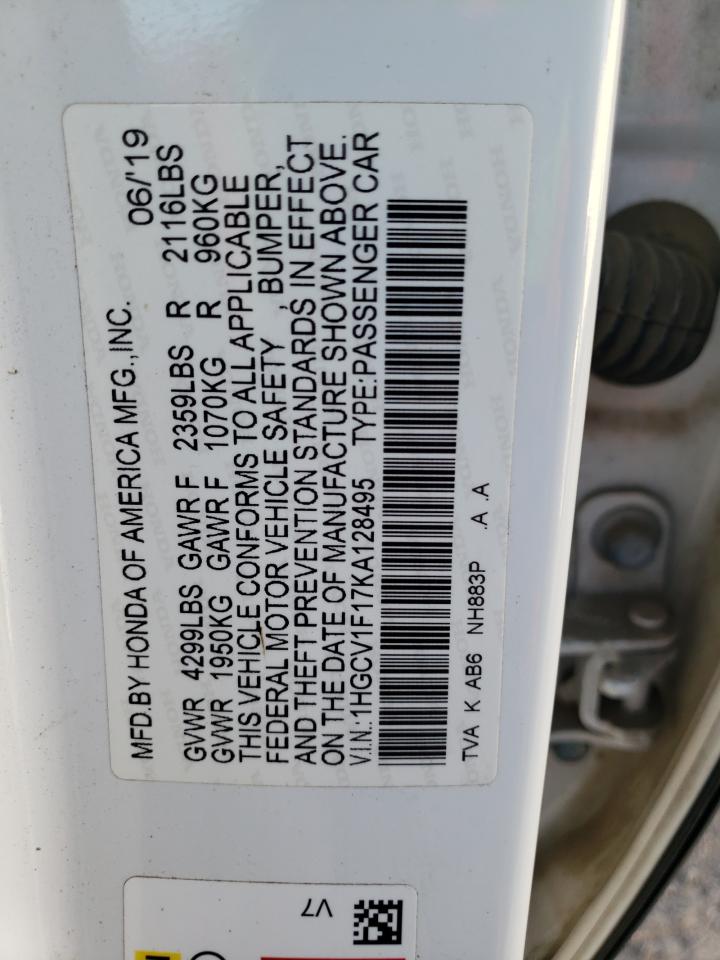 MFD.BY HONDA OF AMERICA MFG.,INC. 06/'19
GVWR 4299LBS GAWR F 2359LBS R 2116LBS
GVWR 1950KG GAWR F 1070KG R 960KG
THIS VEHICLE CONFORMS TO ALL APPLICABLE
FEDERAL MOTOR VEHICLE SAFETY , BUMPER,
AND THEFT PREVENTION STANDARDS IN EFFECT
ON THE DATE OF MANUFACTURE SHOWN ABOVE.
V.I.N.:1HGCV1F17KA128495 TYPE:PASSENGER CAR
TVA K AB6 NH883P .A .A
V7